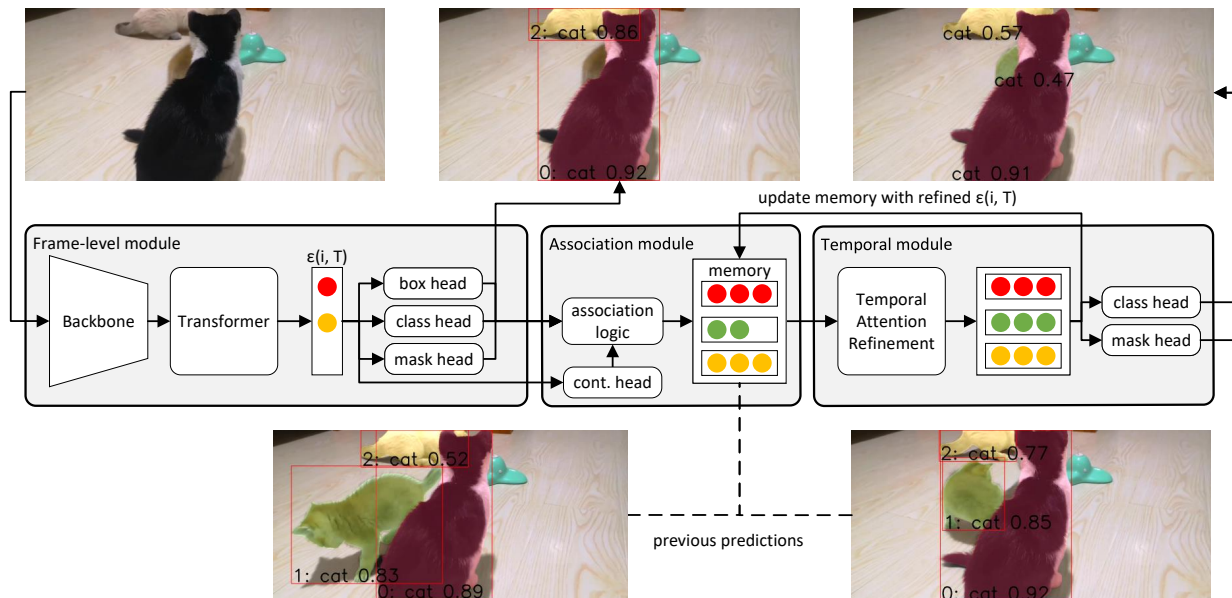 2: cat 0.86
0: cat 0.92
cat 0.57
cat 0.47
cat 0.91
update memory with refined ε(i, T)
Frame-level module
ε(i, T)
Backbone
Transformer
box head
class head
mask head
Association module
association
logic
cont. head
memory
Temporal module
Temporal
Attention
Refinement
class head
mask head
2: cat 0.52
1: cat 0.83
0: cat 0.89
previous predictions
2: cat 0.77
1: cat 0.85
0: cat 0.92